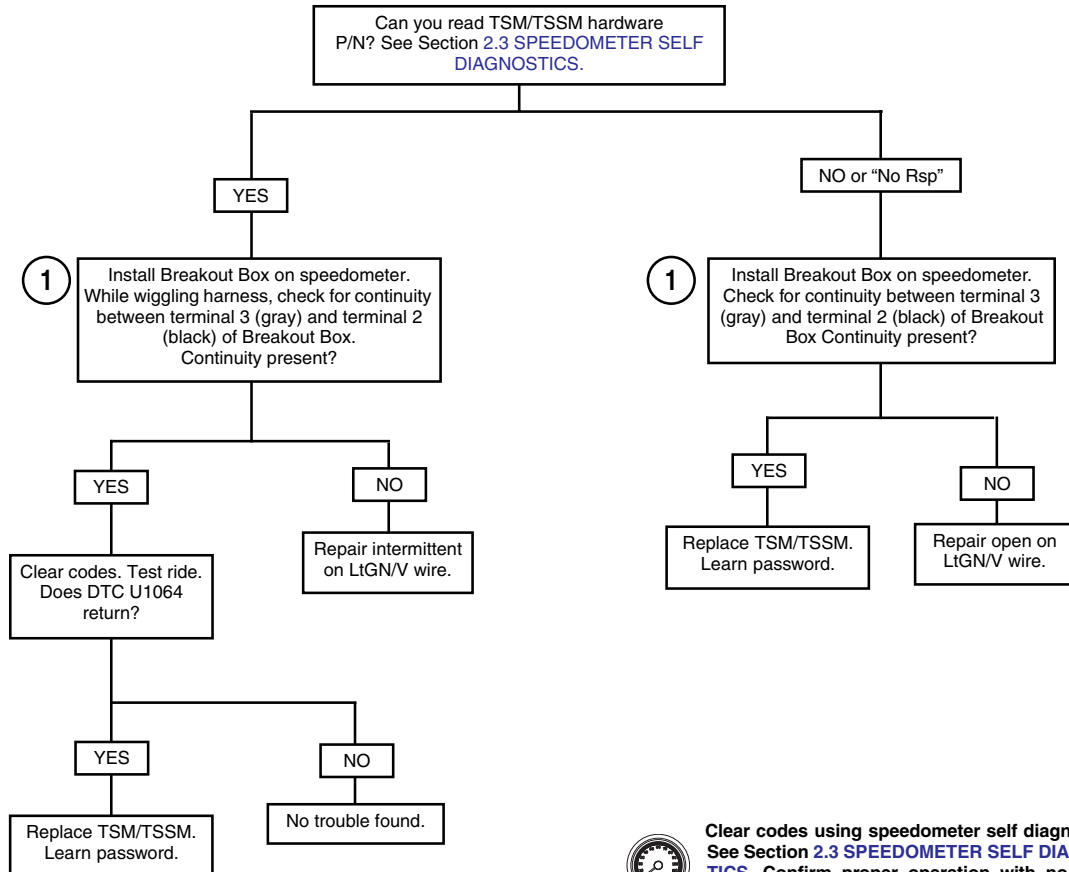 Can you read TSM/TSSM hardware
P/N? See Section 2.3 SPEEDOMETER SELF
DIAGNOSTICS.
YES
NO or “No Rsp”
1
Install Breakout Box on speedometer.
While wiggling harness, check for continuity
between terminal 3 (gray) and terminal 2
(black) of Breakout Box.
Continuity present?
1
Install Breakout Box on speedometer.
Check for continuity between terminal 3
(gray) and terminal 2 (black) of Breakout
Box Continuity present?
YES
NO
YES
NO
Clear codes. Test ride.
Does DTC U1064
return?
Repair intermittent
on LtGN/V wire.
Replace TSM/TSSM.
Learn password.
Repair open on
LtGN/V wire.
YES
NO
Replace TSM/TSSM.
Learn password.
No trouble found.
Clear codes using speedometer self
See Section 2.3 SPEEDOMETER SELF
Confirm proper operation with no